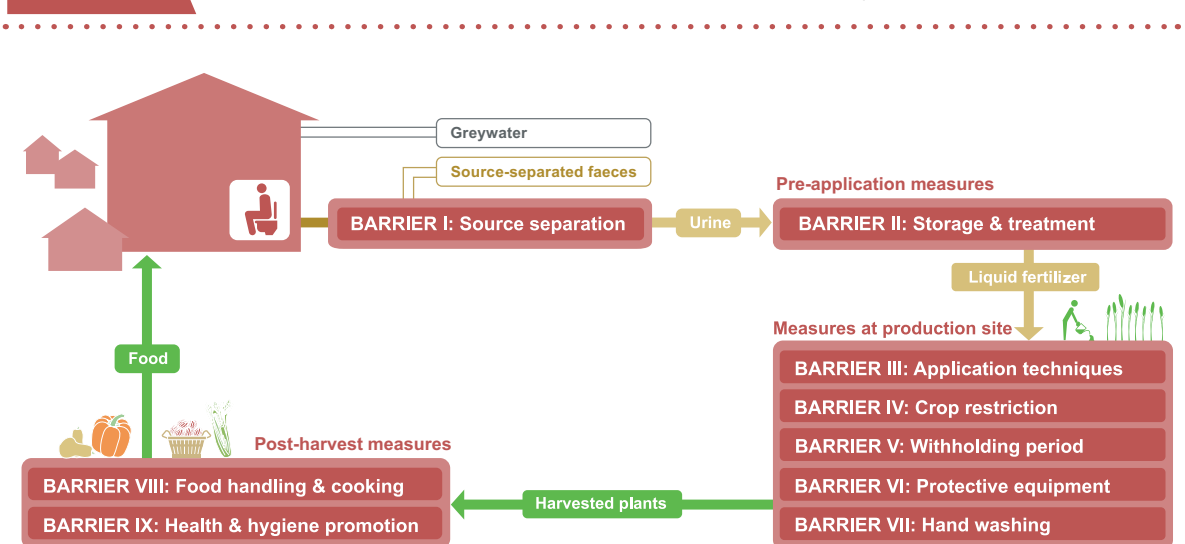 Greywater
Source-separated faeces
BARRIER I: Source separation
Urine
Pre-application measures
BARRIER II: Storage & treatment
Liquid fertilizer
Measures at production site
BARRIER III: Application techniques
BARRIER IV: Crop restriction
BARRIER V: Withholding period
BARRIER VI: Protective equipment
BARRIER VII: Hand washing
Harvested plants
Post-harvest measures
BARRIER VIII: Food handling & cooking
BARRIER IX: Health & hygiene promotion
Food